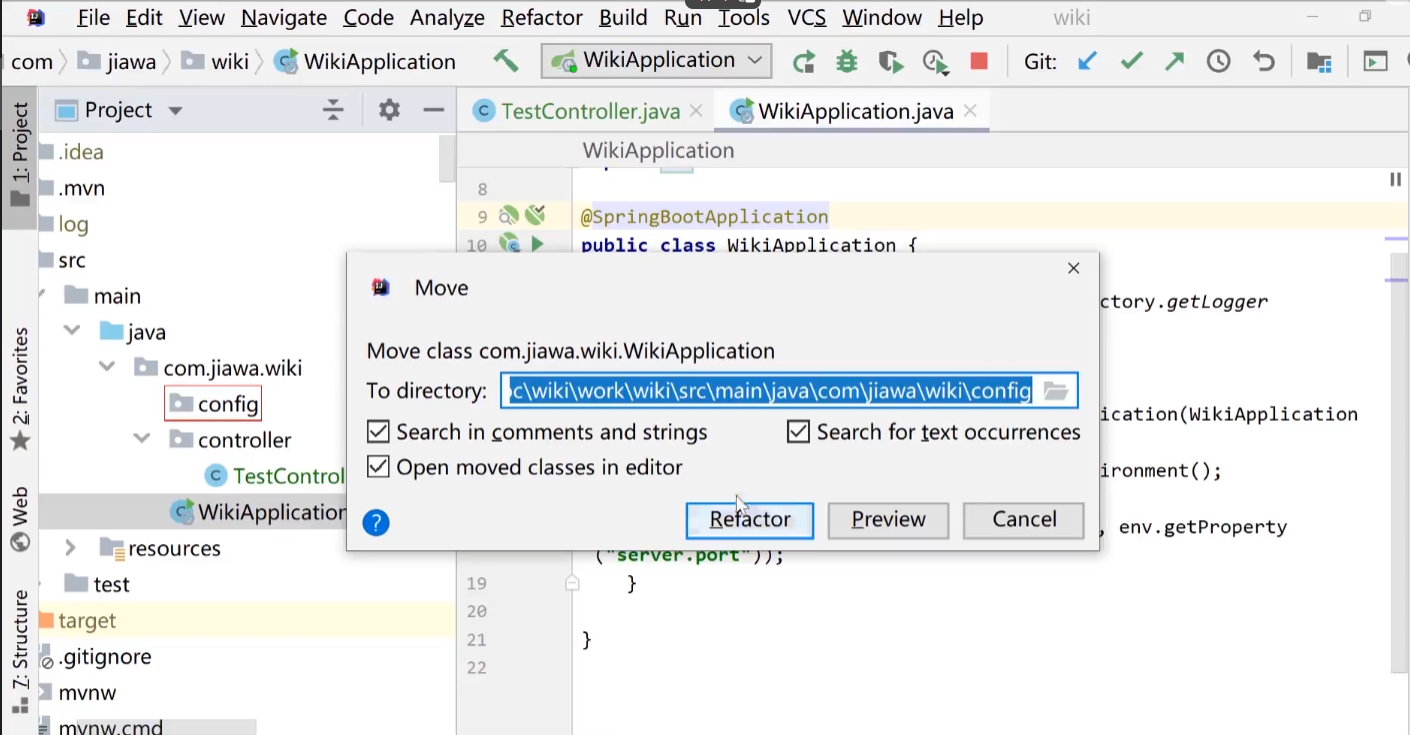 File Edit View Navigate Code Analyze Refactor Build Run Tools VCS Window Help wiki
com jiawa wiki WikiApplication WikiApplication Git:
1: Project
2: Favorites
Web
7: Structure
Project
.idea
.mvn
log
src
main
java
com.jiawa.wiki
config
controller
TestControl
WikiApplication
resources
test
target
.gitignore
mvnw
mvnw.cmd
TestController.java WikiApplication.java
WikiApplication
8
9 @SpringBootApplication
10 public class WikiApplication {
ctory.getLogger
ication(WikiApplication
ironment();
, env.getProperty
("server.port"));
19 }
20
21 }
22
Move
Move class com.jiawa.wiki.WikiApplication
To directory: c\wiki\work\wiki\src\main\java\com\jiawa\wiki\config
Search in comments and strings Search for text occurrences
Open moved classes in editor
? Refactor Preview Cancel